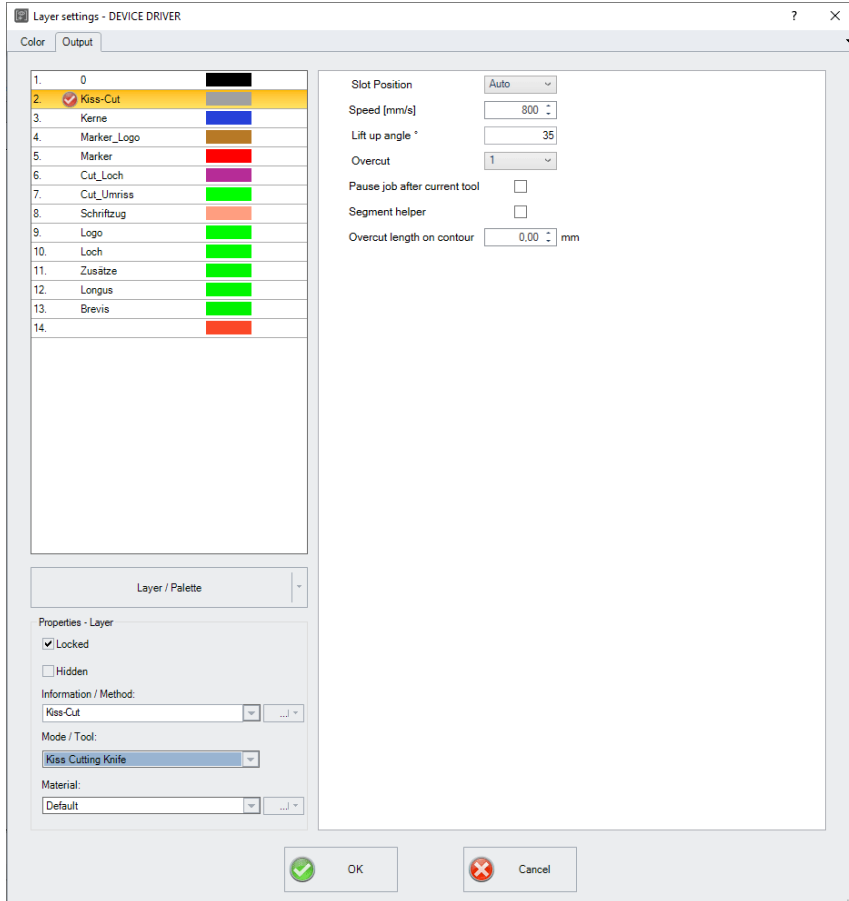 Layer settings - DEVICE DRIVER ?
Color Output
1. 0
2. Kiss-Cut
3. Kerne
4. Marker_Logo
5. Marker
6. Cut_Loch
7. Cut_Umriss
8. Schriftzug
9. Logo
10. Loch
11. Zusätze
12. Longus
13. Brevis
14.
Layer / Palette
Properties - Layer
Locked
Hidden
Information / Method:
Kiss-Cut ...
Mode / Tool:
Kiss Cutting Knife
Material:
Default ...
Slot Position Auto
Speed [mm/s] 800
Lift up angle ° 35
Overcut 1
Pause job after current tool
Segment helper
Overcut length on contour 0,00 mm
OK Cancel